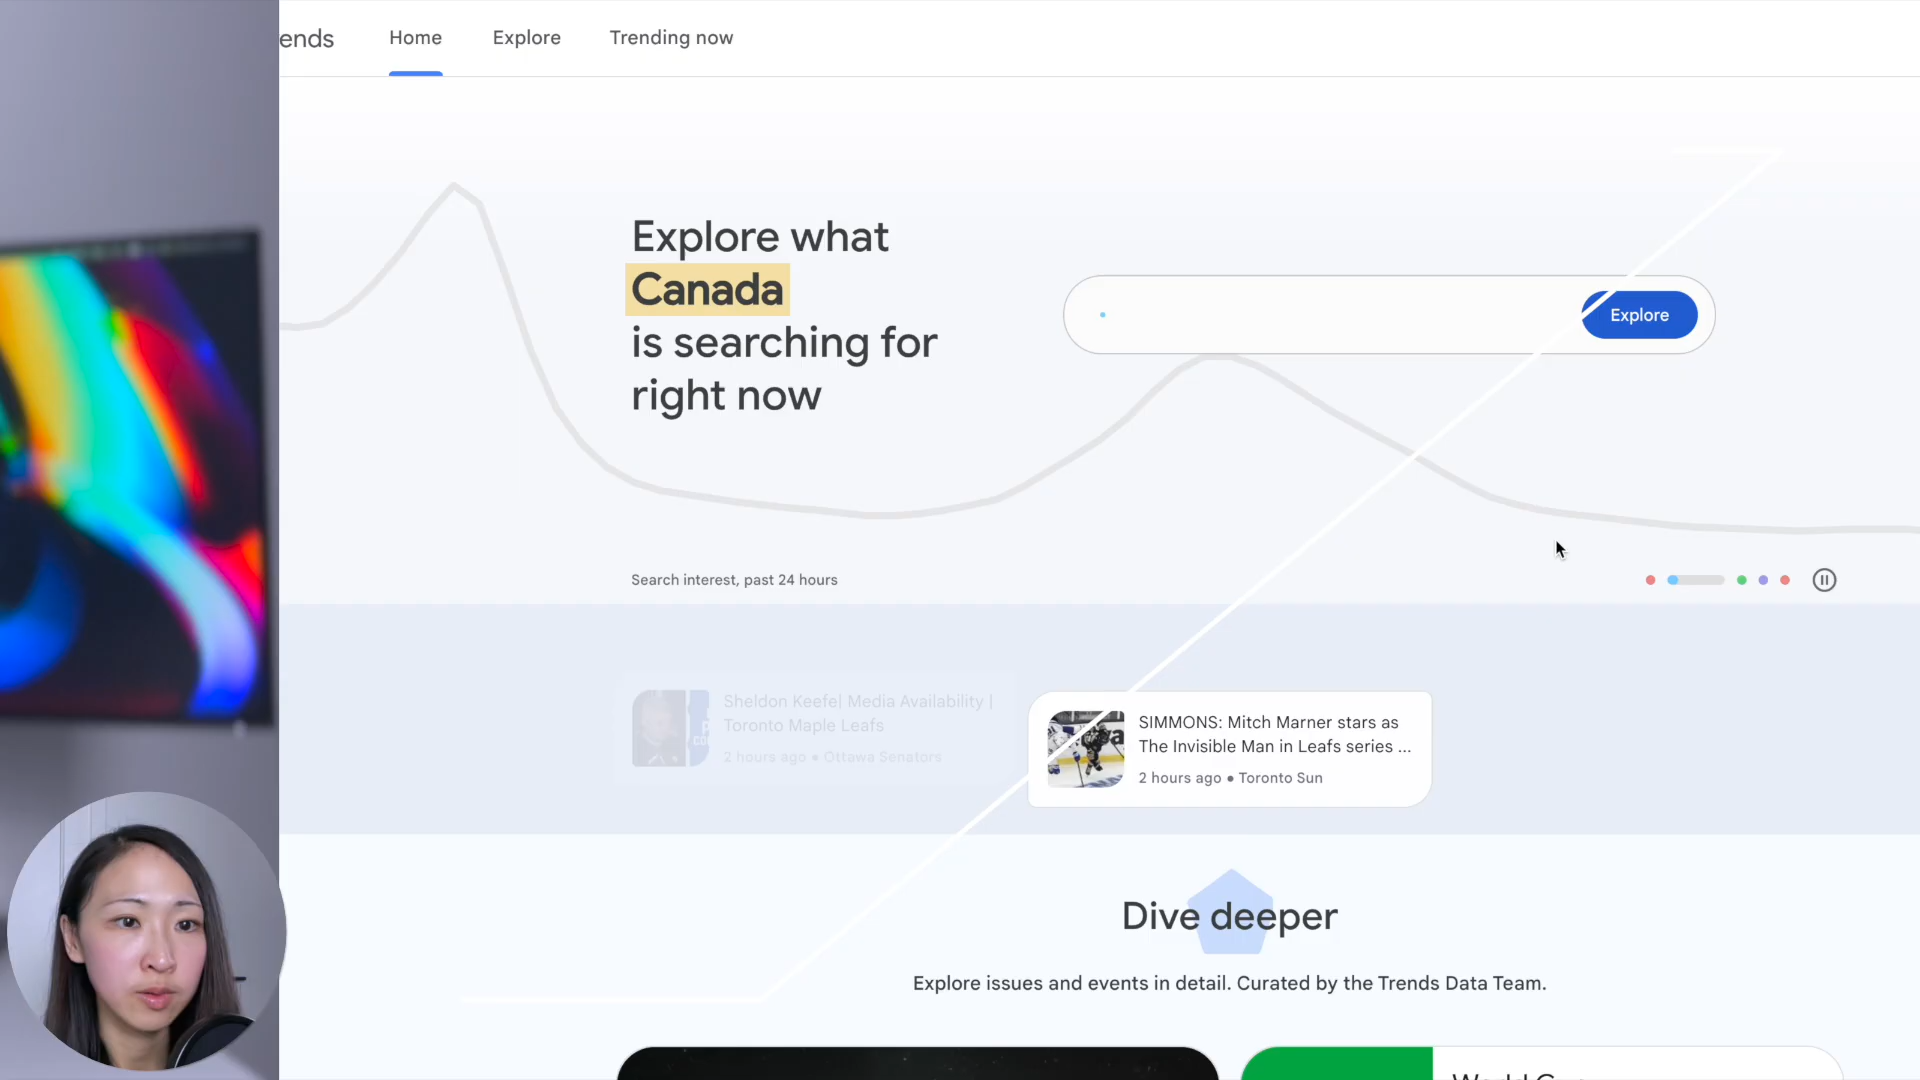 ends
Home
Explore
Trending now
Explore what
Canada
is searching for
right now
Explore
Search interest, past 24 hours
Sheldon Keefe| Media Availability |
Toronto Maple Leafs
2 hours ago • Ottawa Senators
SIMMONS: Mitch Marner stars as
The Invisible Man in Leafs series ...
2 hours ago • Toronto Sun
Dive deeper
Explore issues and events in detail. Curated by the Trends Data Team.